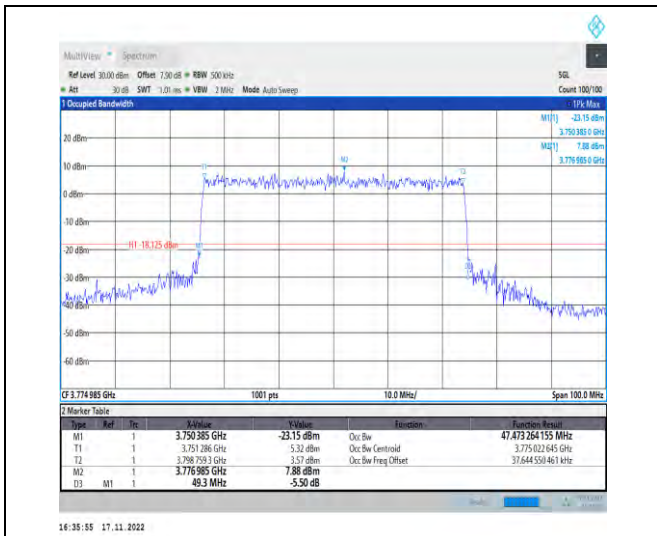 MultiView Spectrum
Ref Level 30.00 dBm Offset 7.90 dB RBW 500 kHz SGL
Att 30 dB SWT 1.01 ms VBW 2 MHz Mode Auto Sweep Count 100/100
1 Occupied Bandwidth 1Pk Max
M1[1] -23.15 dBm
3.750 385 0 GHz
M2[1] 7.88 dBm
3.776 985 0 GHz
20 dBm
10 dBm
0 dBm
-10 dBm
-20 dBm
-30 dBm
-40 dBm
-50 dBm
-60 dBm
T1
M2
T2
H1 -18.125 dBm
M1
D3
CF 3.774 985 GHz 1001 pts 10.0 MHz/ Span 100.0 MHz
2 Marker Table
Type Ref Trc X-Value Y-Value Function Function Result
M1 1 3.750 385 GHz -23.15 dBm Occ Bw 47.473 264 155 MHz
T1 1 3.751 286 GHz 5.32 dBm Occ Bw Centroid 3.775 022 645 GHz
T2 1 3.798 759 3 GHz 3.57 dBm Occ Bw Freq Offset 37.644 550 461 kHz
M2 1 3.776 985 GHz 7.88 dBm
D3 M1 1 49.3 MHz -5.50 dB
16:35:55 17.11.2022